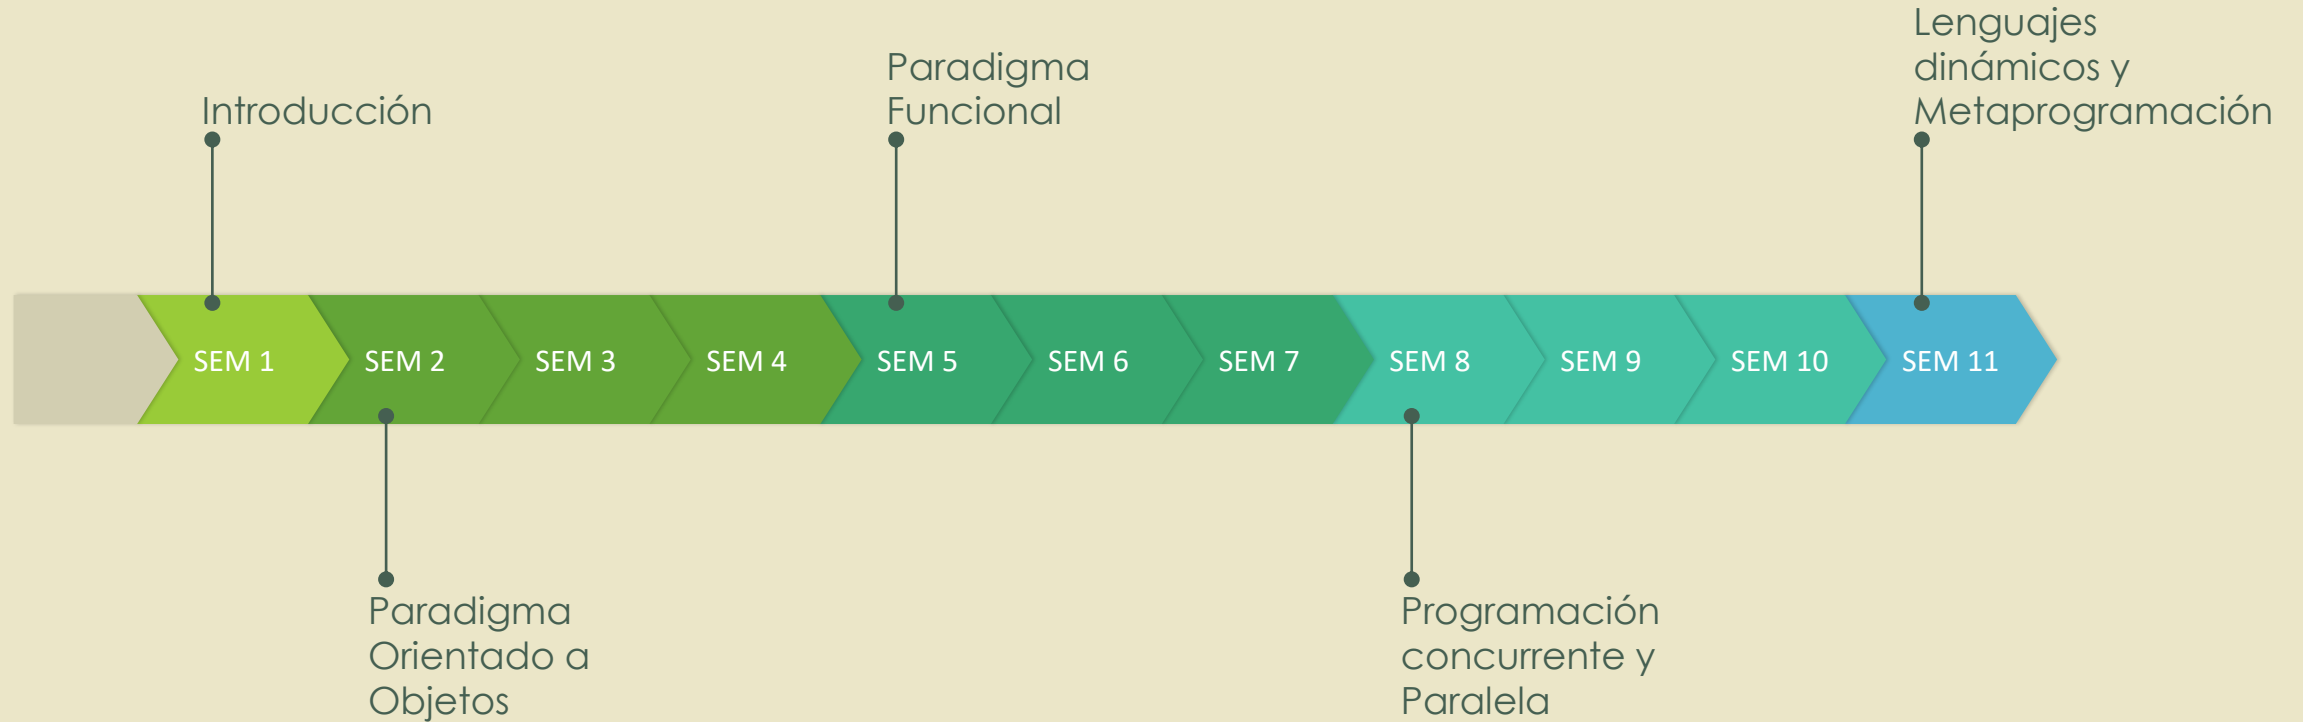 Introducción
Paradigma
Funcional
Lenguajes
dinámicos y
Metaprogramación
SEM 1
SEM 2
SEM 3
SEM 4
SEM 5
SEM 6
SEM 7
SEM 8
SEM 9
SEM 10
SEM 11
Paradigma
Orientado a
Objetos
Programación
concurrente y
Paralela